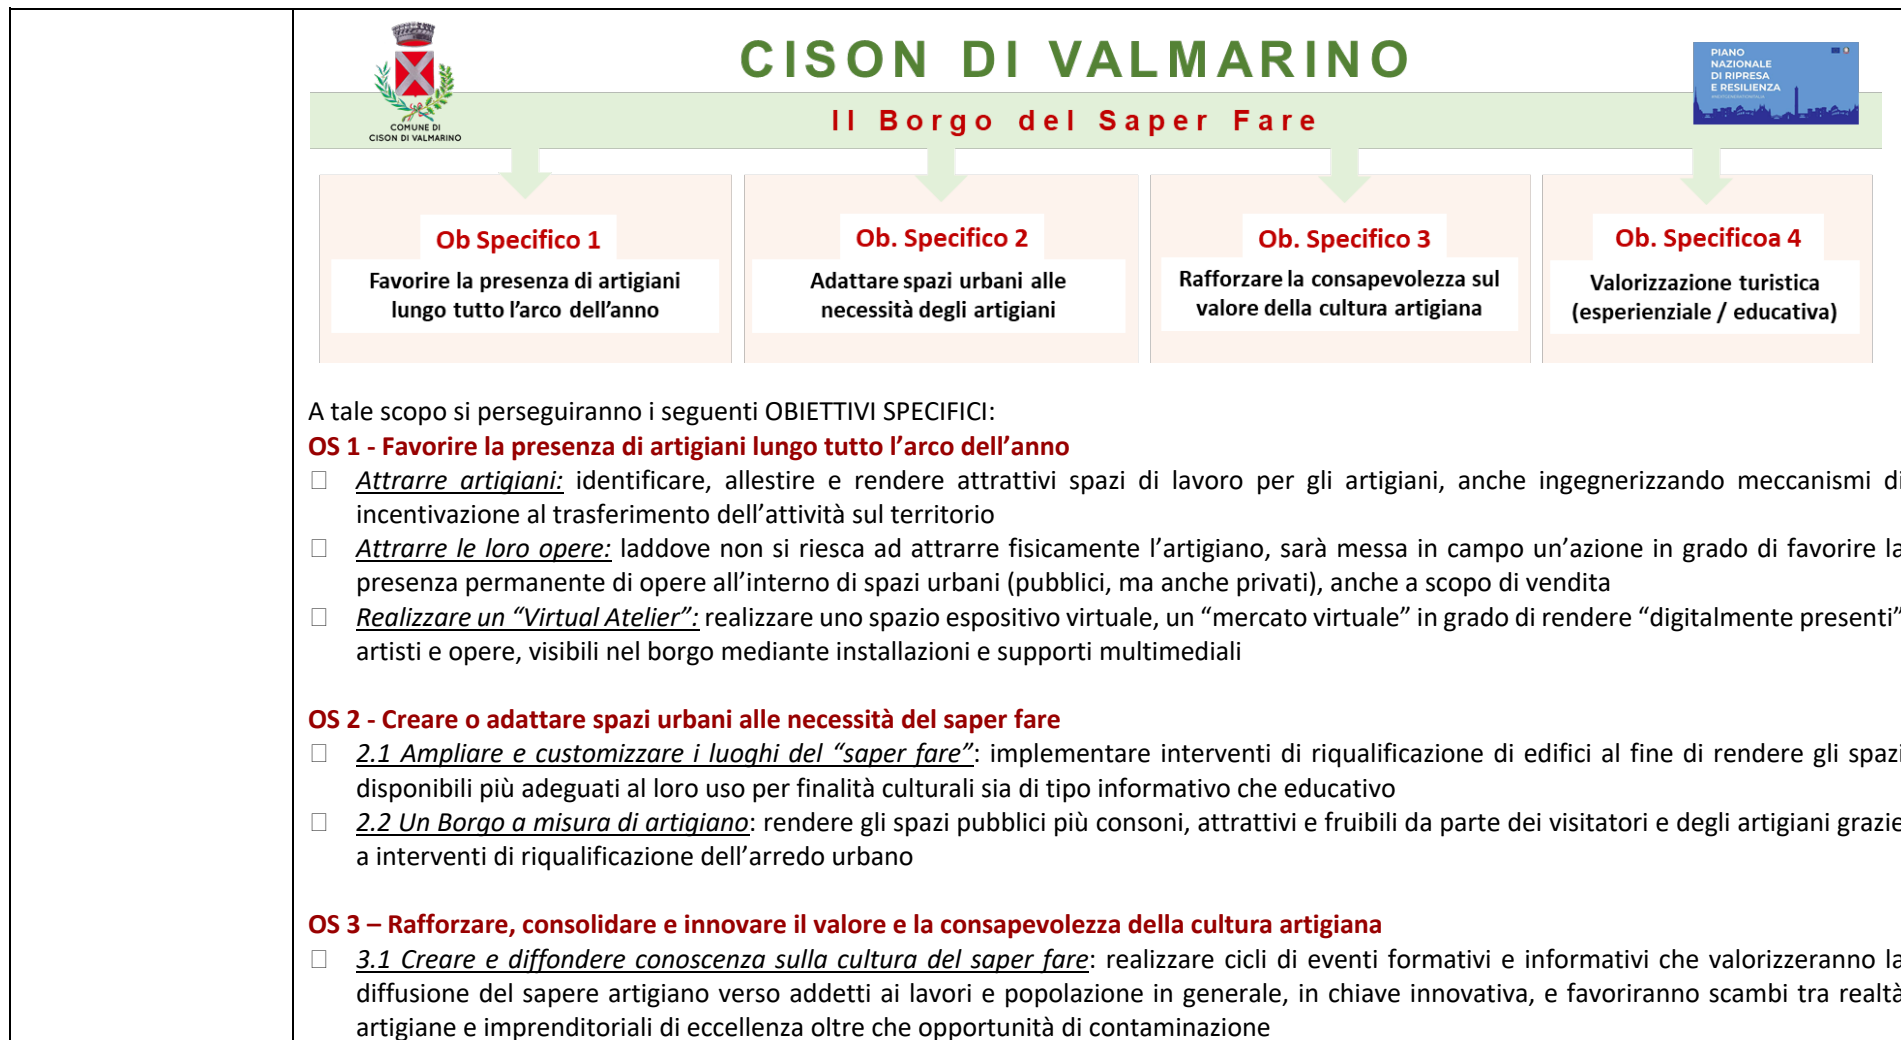 CISON DI VALMARINO
Il Borgo del Saper Fare
COMUNE DI
CISON DI VALMARINO
PIANO
NAZIONALE
DI RIPRESA
E RESILIENZA
Ob Specifico 1
Favorire la presenza di artigiani
lungo tutto l’arco dell’anno
Ob. Specifico 2
Adattare spazi urbani alle
necessità degli artigiani
Ob. Specifico 3
Rafforzare la consapevolezza sul
valore della cultura artigiana
Ob. Specificoa 4
Valorizzazione turistica
(esperienziale / educativa)
A tale scopo si perseguiranno i seguenti OBIETTIVI SPECIFICI:
OS 1 - Favorire la presenza di artigiani lungo tutto l’arco dell’anno
Attrarre artigiani: identificare, allestire e rendere attrattivi spazi di lavoro per gli artigiani, anche ingegnerizzando meccanismi di
incentivazione al trasferimento dell’attività sul territorio
Attrarre le loro opere: laddove non si riesca ad attrarre fisicamente l’artigiano, sarà messa in campo un’azione in grado di favorire la
presenza permanente di opere all’interno di spazi urbani (pubblici, ma anche privati), anche a scopo di vendita
Realizzare un “Virtual Atelier”: realizzare uno spazio espositivo virtuale, un “mercato virtuale” in grado di rendere “digitalmente presenti”
artisti e opere, visibili nel borgo mediante installazioni e supporti multimediali
OS 2 - Creare o adattare spazi urbani alle necessità del saper fare
2.1 Ampliare e customizzare i luoghi del “saper fare”: implementare interventi di riqualificazione di edifici al fine di rendere gli spazi
disponibili più adeguati al loro uso per finalità culturali sia di tipo informativo che educativo
2.2 Un Borgo a misura di artigiano: rendere gli spazi pubblici più consoni, attrattivi e fruibili da parte dei visitatori e degli artigiani grazie
a interventi di riqualificazione dell’arredo urbano
OS 3 – Rafforzare, consolidare e innovare il valore e la consapevolezza della cultura artigiana
3.1 Creare e diffondere conoscenza sulla cultura del saper fare: realizzare cicli di eventi formativi e informativi che valorizzeranno la
diffusione del sapere artigiano verso addetti ai lavori e popolazione in generale, in chiave innovativa, e favoriranno scambi tra realtà
artigiane e imprenditoriali di eccellenza oltre che opportunità di contaminazione